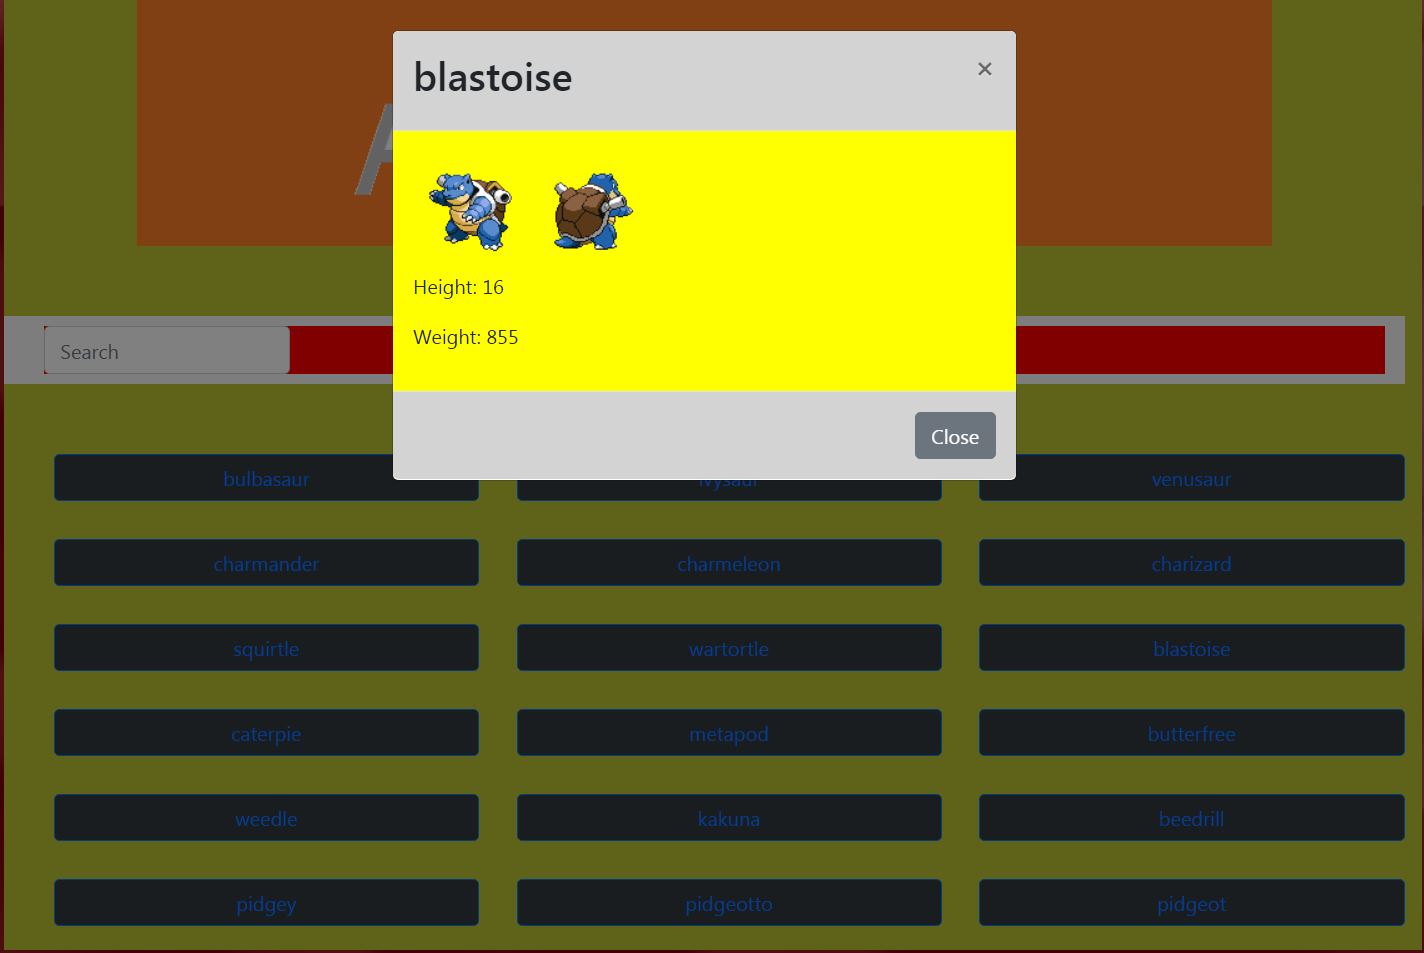 blastoise
×
Height: 16
Weight: 855
Close
Search
bulbasaur ivysaur venusaur
charmander charmeleon charizard
squirtle wartortle blastoise
caterpie metapod butterfree
weedle kakuna beedrill
pidgey pidgeotto pidgeot